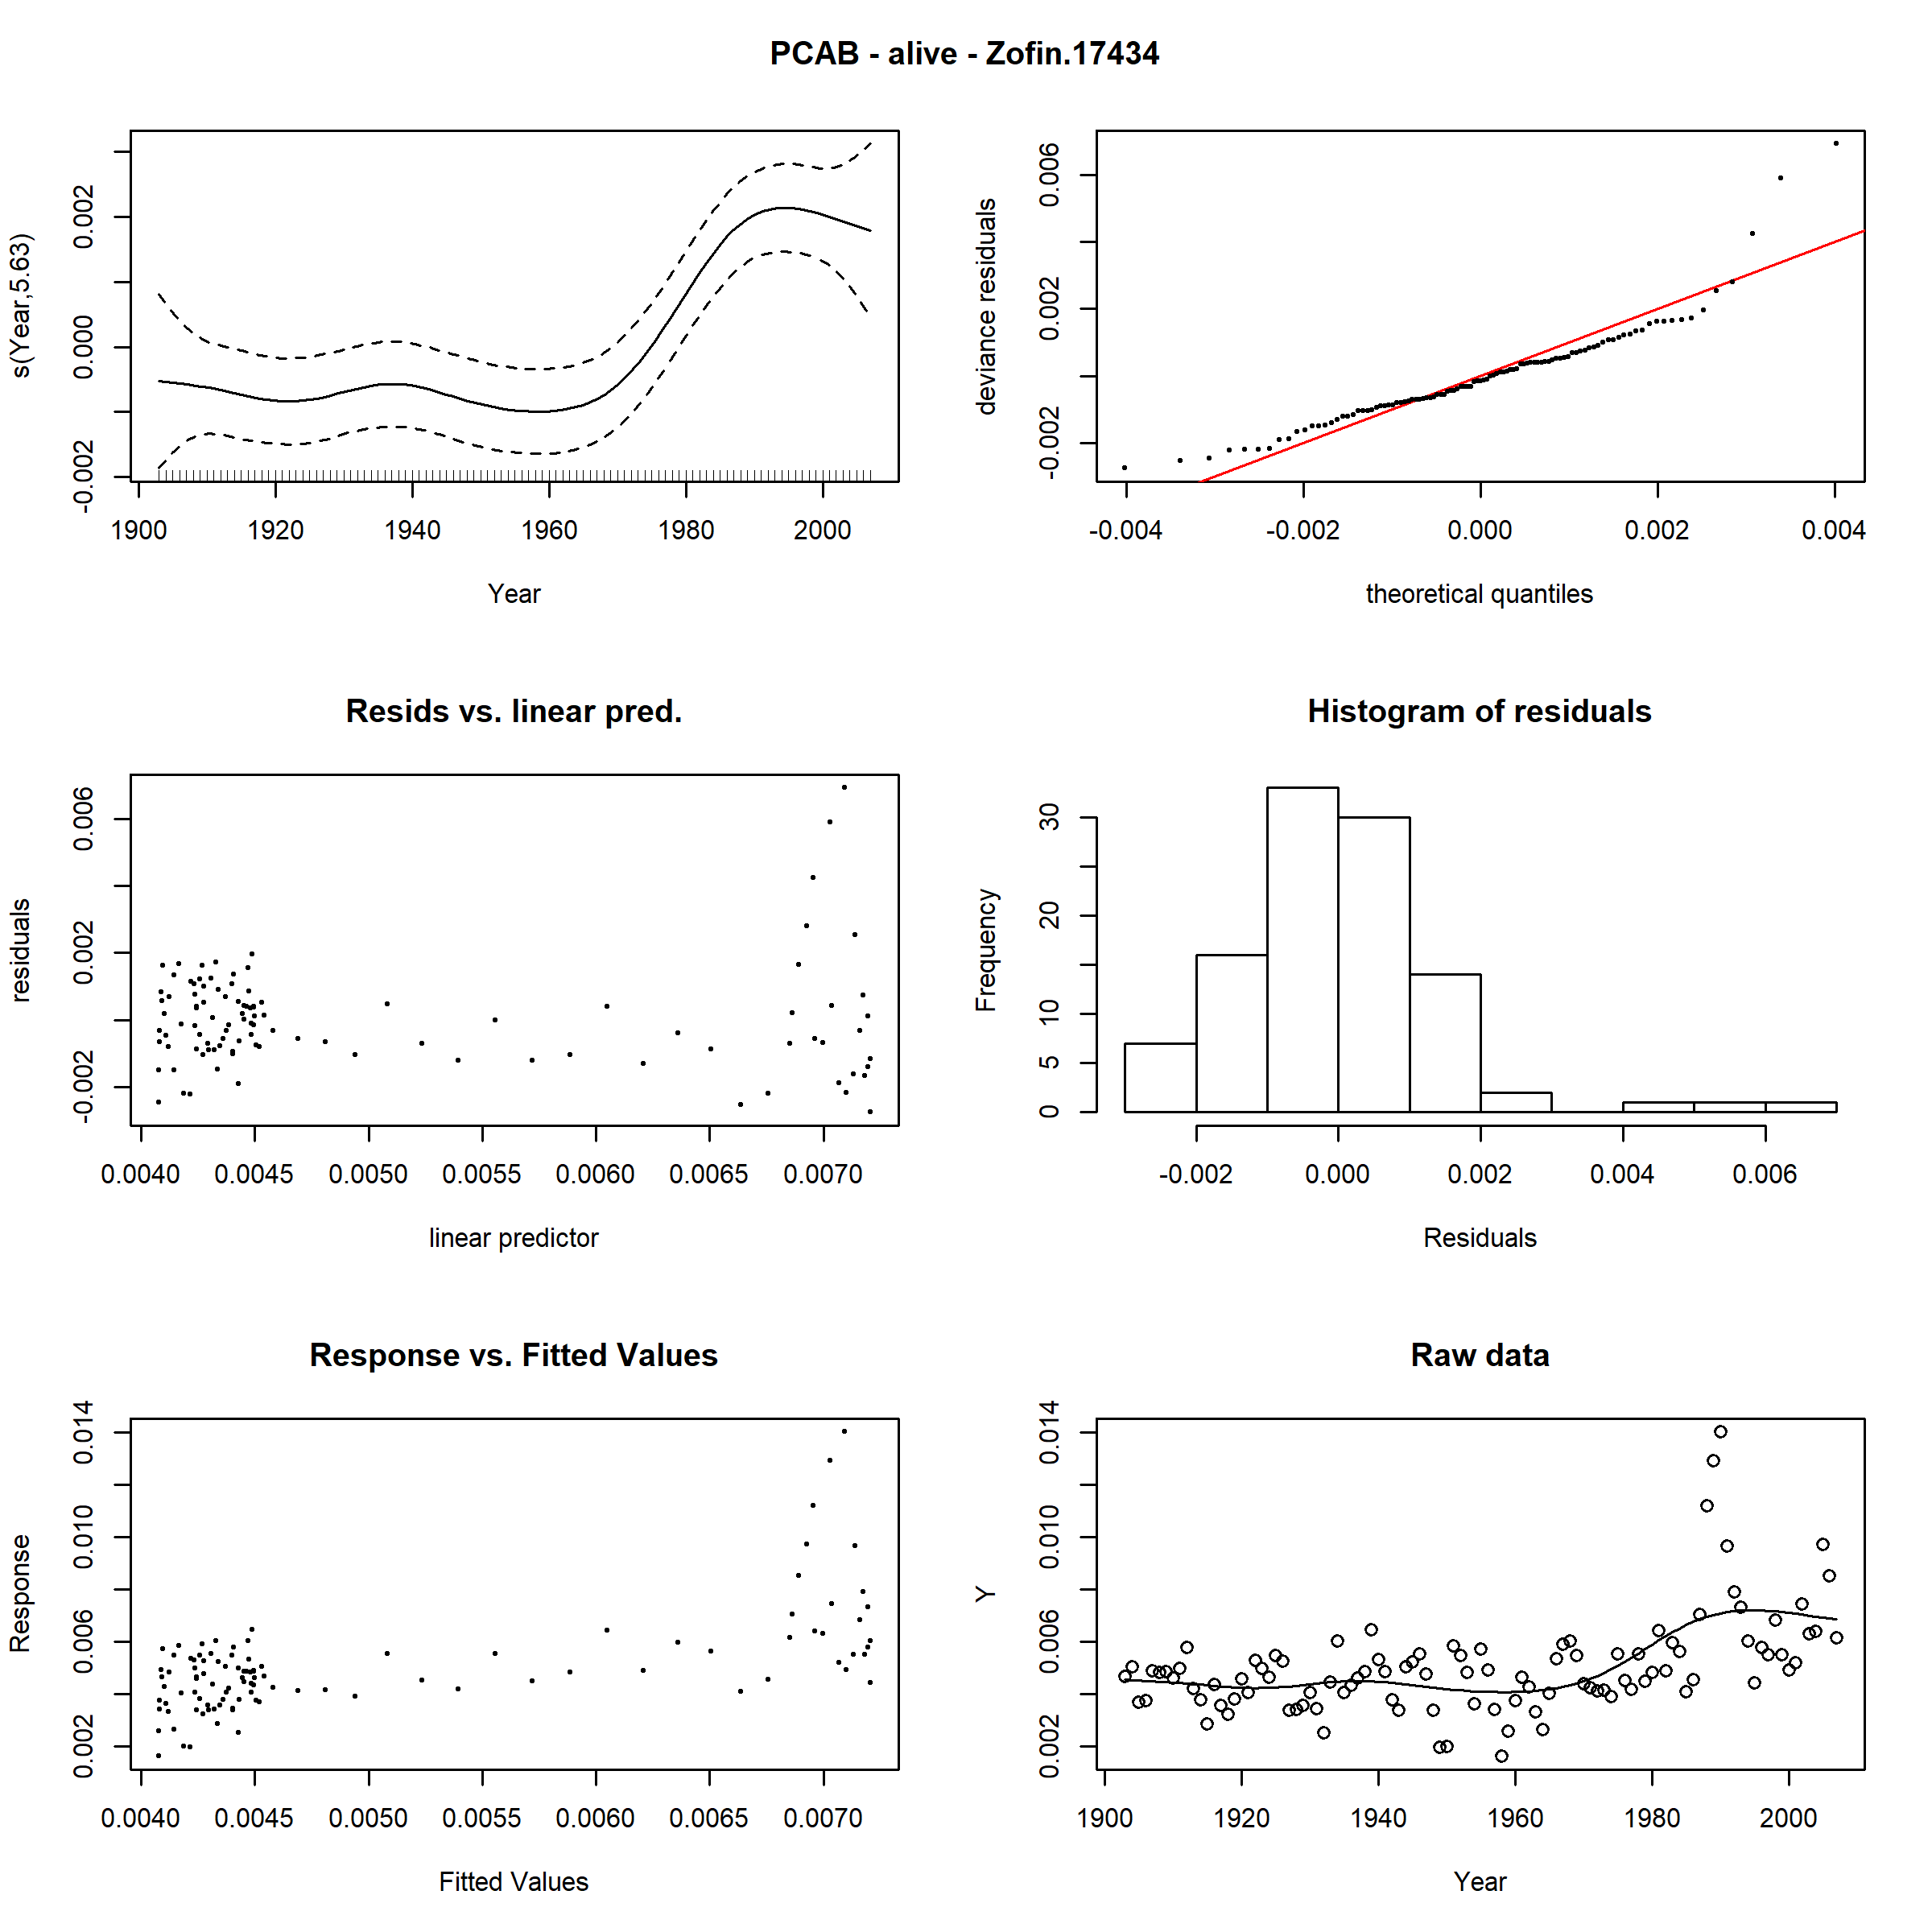 PCAB - alive - Zofin.17434
s(Year,5.63)
-0.002 0.000 0.002
1900 1920 1940 1960 1980 2000
Year
deviance residuals
-0.002 0.002 0.006
-0.004 -0.002 0.000 0.002 0.004
theoretical quantiles
Resids vs. linear pred.
residuals
-0.002 0.002 0.006
0.0040 0.0045 0.0050 0.0055 0.0060 0.0065 0.0070
linear predictor
Histogram of residuals
Frequency
0 5 10 20 30
-0.002 0.000 0.002 0.004 0.006
Residuals
Response vs. Fitted Values
Response
0.002 0.006 0.010 0.014
0.0040 0.0045 0.0050 0.0055 0.0060 0.0065 0.0070
Fitted Values
Raw data
Y
0.002 0.006 0.010 0.014
1900 1920 1940 1960 1980 2000
Year